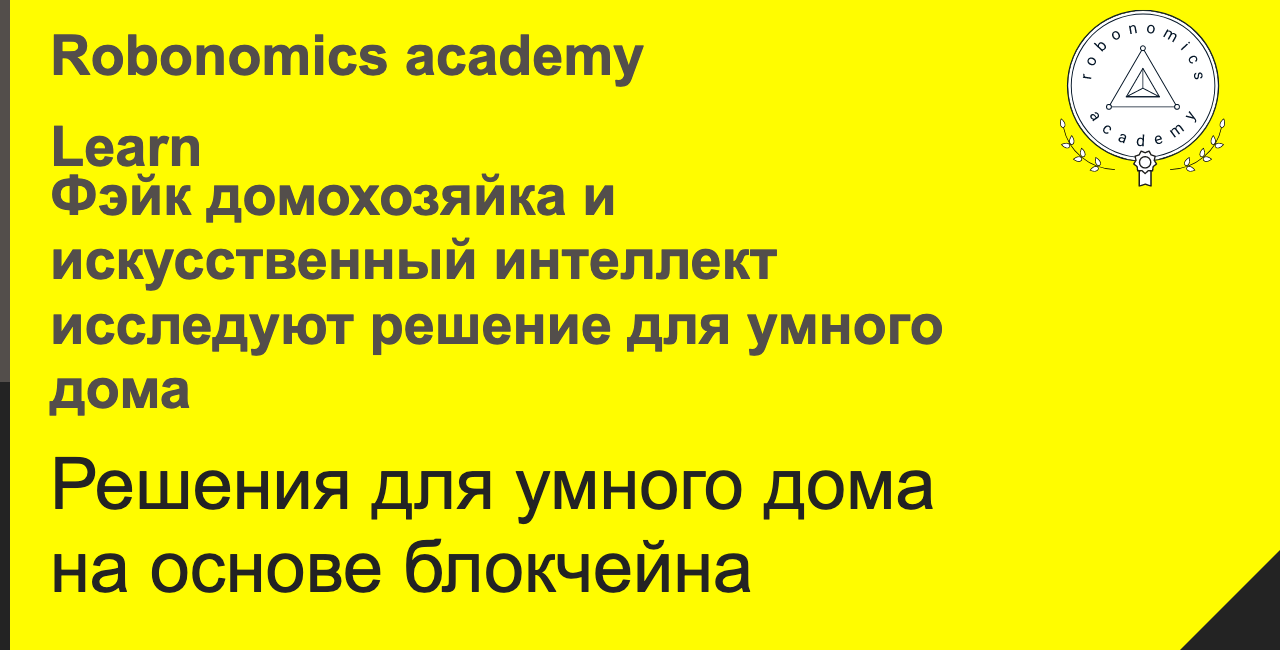 Robonomics academy
robonomics
academy
Learn
Фэйк домохозяйка и
искусственный интеллект
исследуют решение для умного
дома
Решения для умного дома
на основе блокчейна